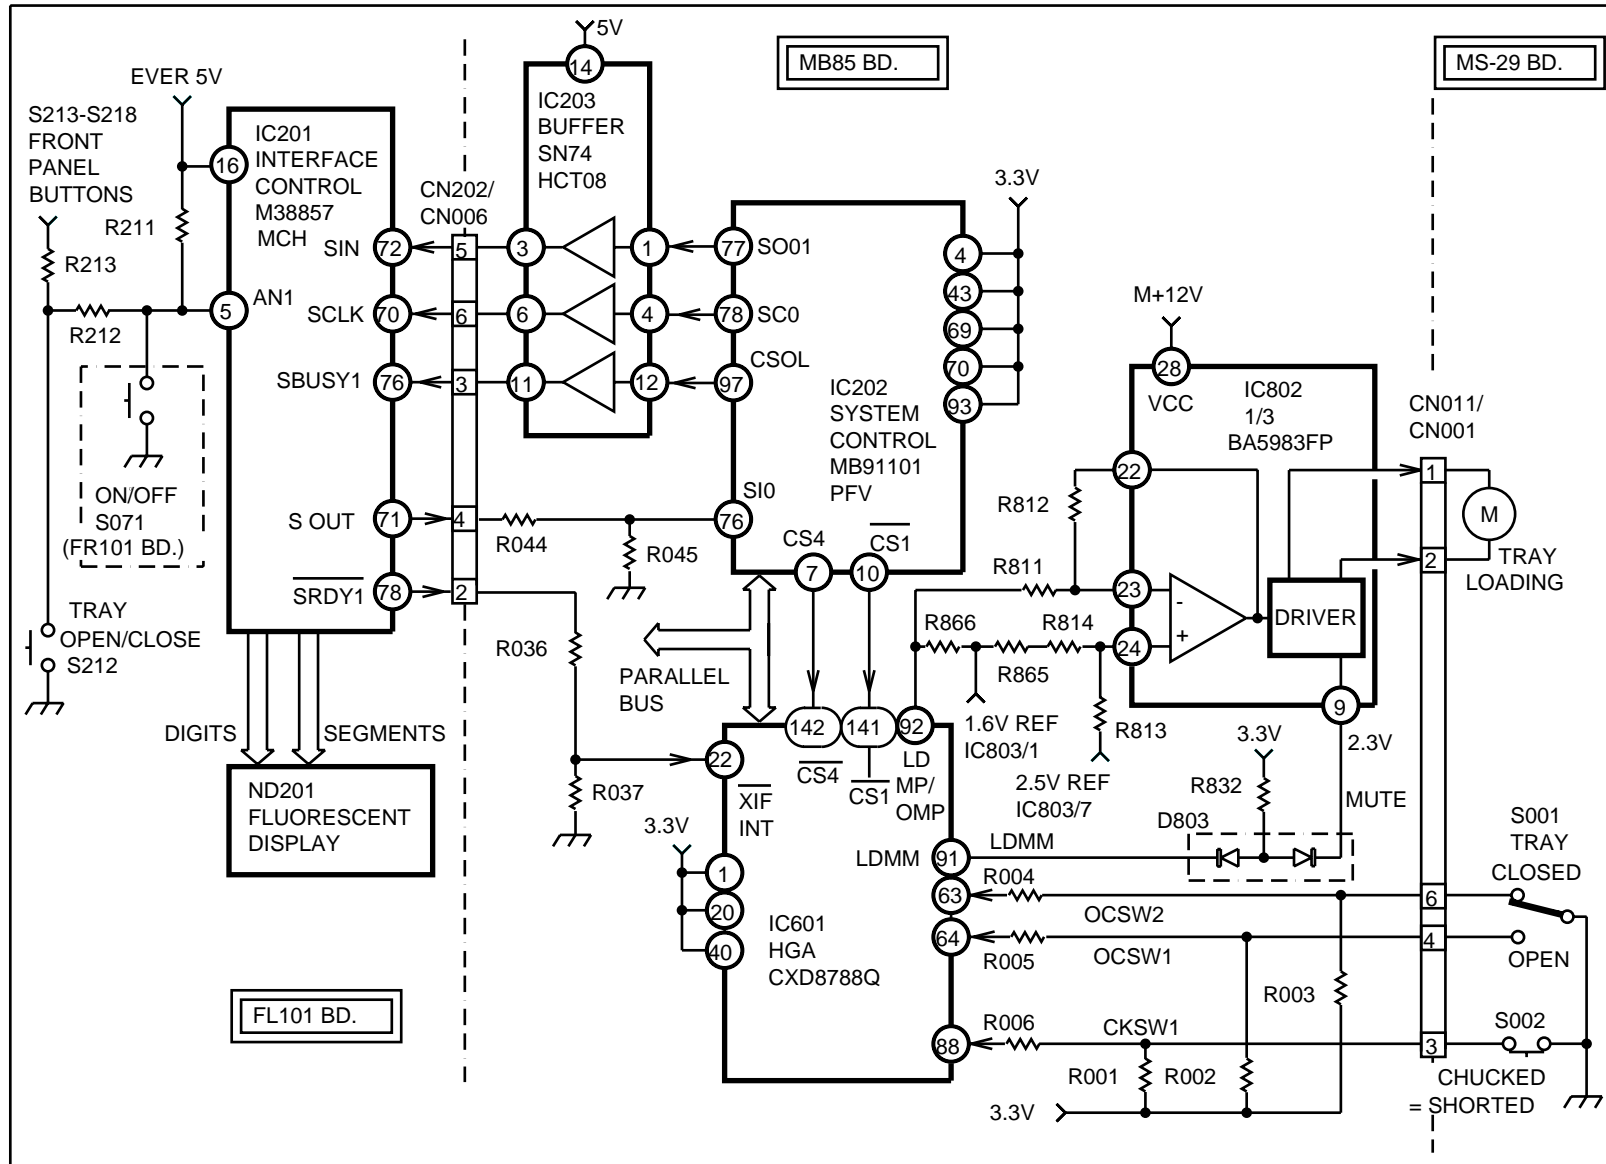 5V
MB85 BD.
MS-29 BD.
14
EVER 5V
S213-S218
FRONT
PANEL
BUTTONS
IC201
INTERFACE
CONTROL
M38857
MCH
16
IC203
BUFFER
SN74
HCT08
CN202/
CN006
3.3V
R211
R213
SIN
72
5
3
1
77
SO01
4
43
69
70
93
5
AN1
R212
SCLK
70
6
6
4
78
SC0
SBUSY1
76
3
11
12
97
CSOL
IC202
SYSTEM
CONTROL
MB91101
PFV
M+12V
28
VCC
IC802
1/3
BA5983FP
CN011/
CN001
ON/OFF
S071
(FR101 BD.)
S OUT
71
4
R044
R045
SI0
76
CS4
CS1
7
10
22
R812
1
M
2
TRAY
LOADING
SRDY1
78
2
R811
23
-
+
24
DRIVER
TRAY
OPEN/CLOSE
S212
R036
PARALLEL
BUS
R866
R814
R865
9
2.3V
DIGITS
SEGMENTS
142
141
92
1.6V REF
IC803/1
R813
2.5V REF
IC803/7
3.3V
ND201
FLUORESCENT
DISPLAY
22
XIF
INT
CS4
CS1
LD
MP/
OMP
R832
MUTE
R037
3.3V
D803
S001
TRAY
CLOSED
1
20
40
LDMM
91
LDMM
63
R004
OCSW2
6
IC601
HGA
CXD8788Q
64
R005
OCSW1
4
OPEN
FL101 BD.
R003
88
R006
CKSW1
3
S002
R001
R002
3.3V
CHUCKED
= SHORTED